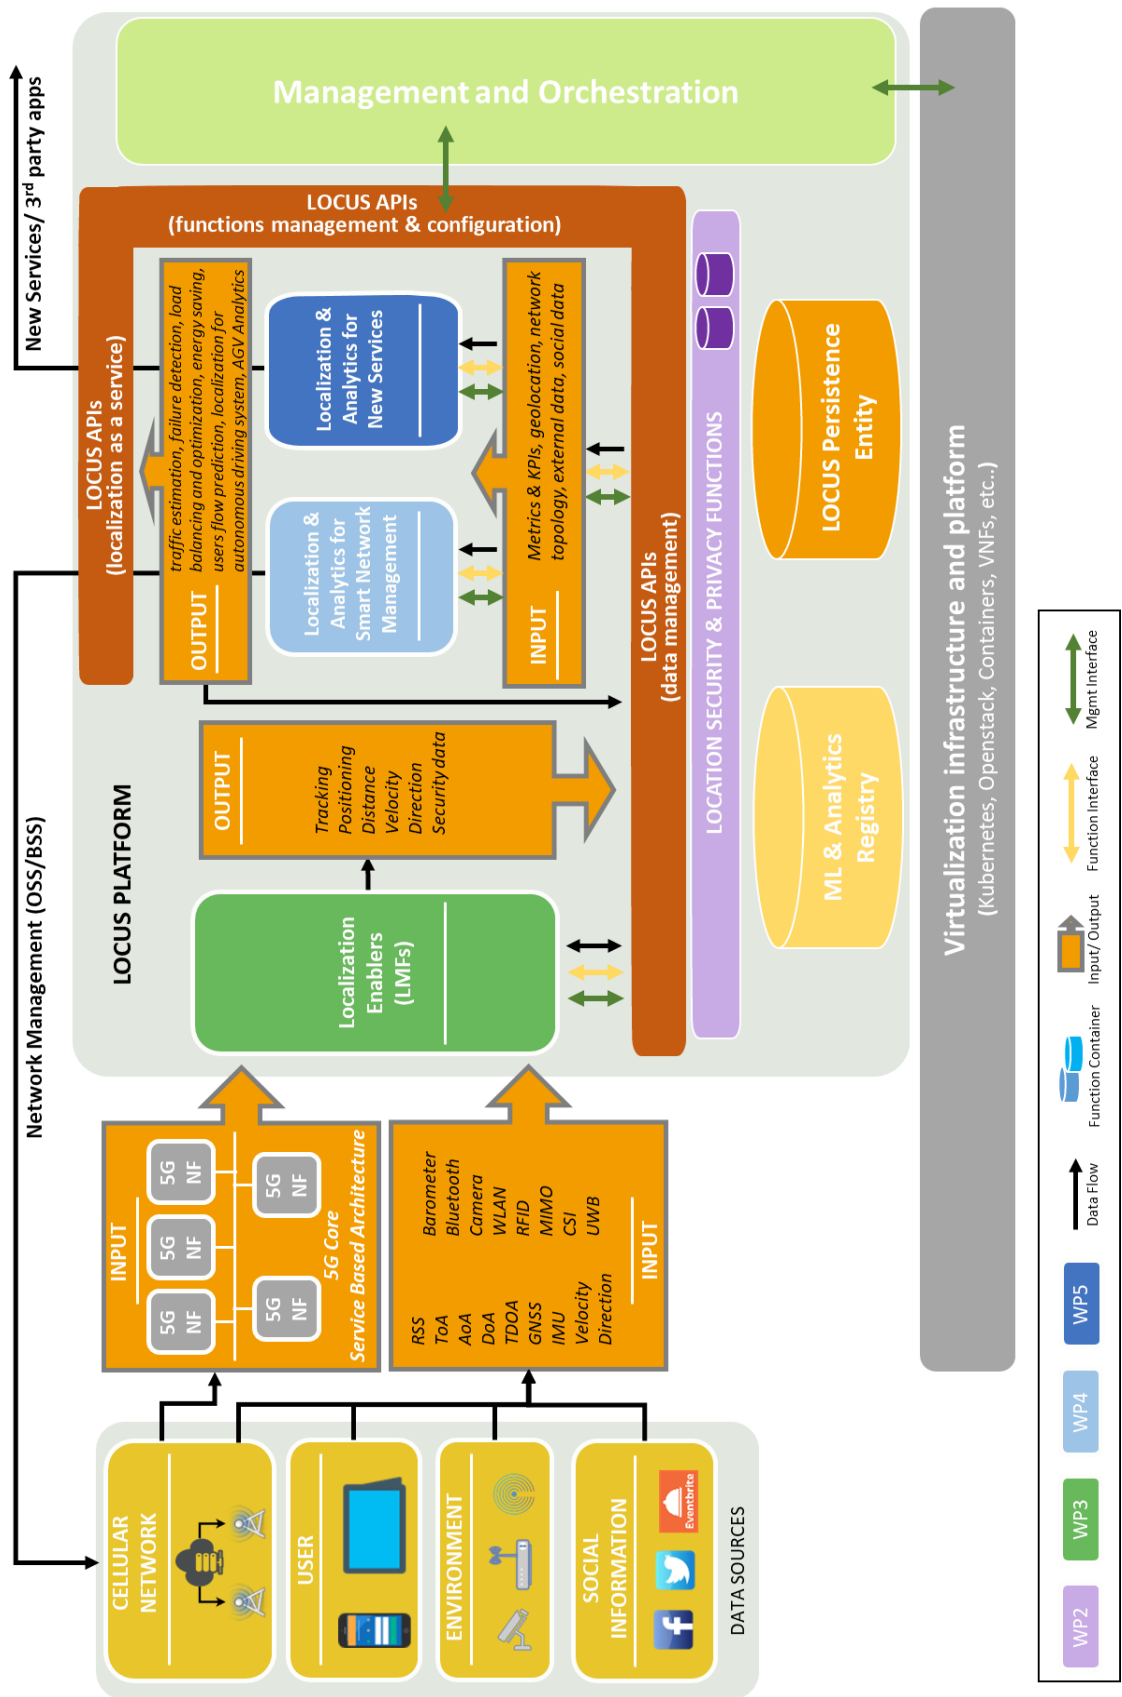 Network Management (OSS/BSS)
New Services/ 3rd party apps
CELLULAR
NETWORK
USER
ENVIRONMENT
SOCIAL
INFORMATION
Eventbrite
DATA SOURCES
INPUT
5G
NF
5G
NF
5G
NF
5G
NF
5G
NF
5G Core
Service Based Architecture
RSS
ToA
AoA
DoA
TDOA
GNSS
IMU
Velocity
Direction
Barometer
Bluetooth
Camera
WLAN
RFID
MIMO
CSI
UWB
INPUT
LOCUS PLATFORM
Localization
Enablers
(LMFs)
OUTPUT
Tracking
Positioning
Distance
Velocity
Direction
Security data
LOCUS APIs
(localization as a service)
OUTPUT
traffic estimation, failure detection, load
balancing and optimization, energy saving,
users flow prediction, localization for
autonomous driving system, AGV Analytics
Localization &
Analytics for
Smart Network
Management
Localization &
Analytics for
New Services
INPUT
Metrics & KPIs, geolocation, network
topology, external data, social data
LOCUS APIs
(data management)
LOCUS APIs
(functions management & configuration)
Management and Orchestration
LOCATION SECURITY & PRIVACY FUNCTIONS
ML & Analytics
Registry
LOCUS Persistence
Entity
Virtualization infrastructure and platform
(Kubernetes, Openstack, Containers, VNFs, etc..)
WP2
WP3
WP4
WP5
Data Flow
Function Container
Input/ Output
Function Interface
Mgmt Interface